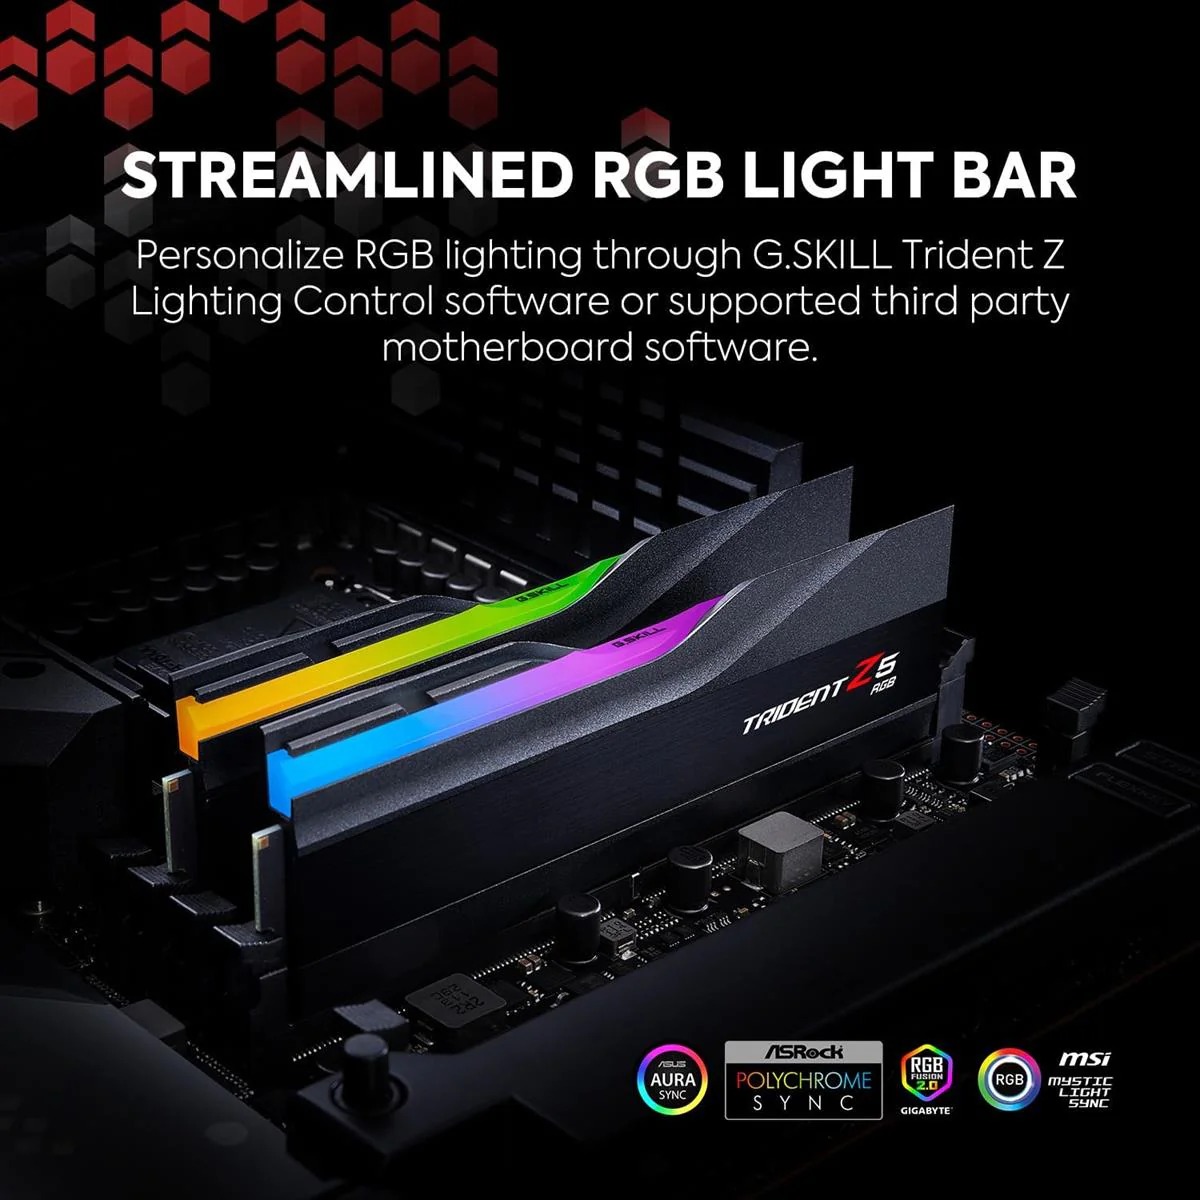 STREAMLINED RGB LIGHT BAR
Personalize RGB lighting through G.SKILL Trident Z
Lighting Control software or supported third party
motherboard software.
G.SKILL
G.SKILL
TRIDENT Z5
RGB
ASUS
AURA
SYNC
ASRock
POLYCHROME
SYNC
RGB
FUSION
2.0
GIGABYTE
RGB
msi
MYSTIC
LIGHT
SYNC